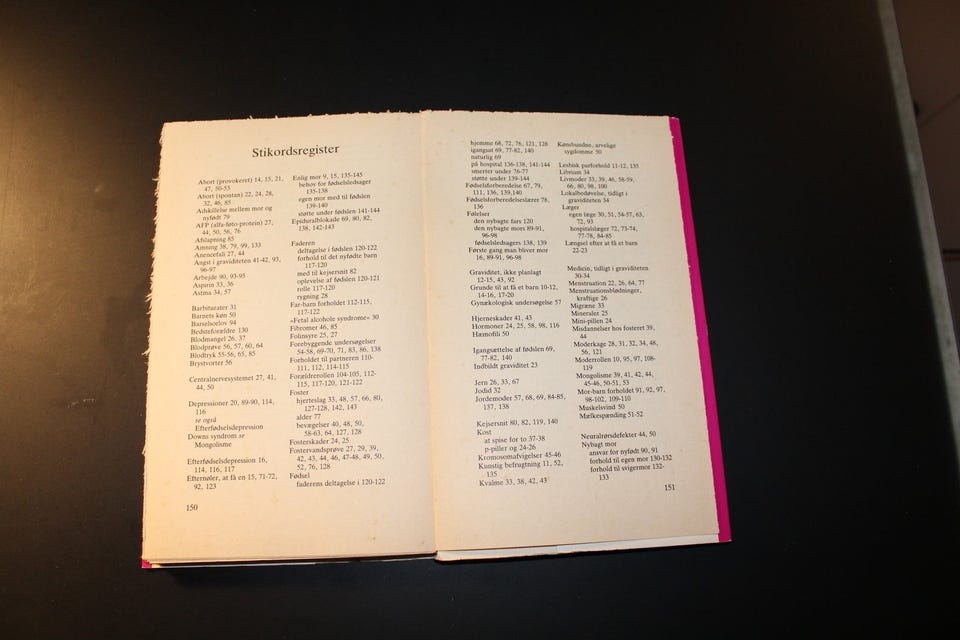 Stikordsregister
Abort (provokeret) 14, 15, 21,
47, 50-53
Abort (spontan) 22, 24, 28,
32, 46, 85
Adskillelse mellem mor og
nyfødt 79
AFP (alfa-føto-protein) 27,
44, 50, 56, 76
Afslapning 85
Amning 38, 79, 99, 133
Anencefali 27, 44
Angst i graviditeten 41-42, 93,
96-97
Arbejde 90, 93-95
Aspirin 33, 36
Astma 34, 57
Barbiturater 31
Barnets køn 50
Barselsorlov 94
Bedsteforældre 130
Blodmangel 26, 37
Blodprøve 56, 57, 60, 64
Blodtryk 55-56, 65, 85
Brystvorter 56
Centralnervesystemet 27, 41,
44, 50
Depressioner 20, 89-90, 114,
116
se også
Efterfødselsdepression
Downs syndrom se
Mongolisme
Efterfødselsdepression 16,
114, 116, 117
Efternøler, at få en 15, 71-72,
92, 123
150
Enlig mor 9, 15, 135-145
behov for fødselsledsager
135-138
egen mor med til fødslen
139-140
støtte under fødslen 141-144
Epiduralblokade 69, 80, 82,
138, 142-143
Faderen
deltagelse i fødslen 120-122
forhold til det nyfødte barn
117-120
med til kejsersnit 82
oplevelse af fødslen 120-121
rolle 117-120
rygning 28
Far-barn forholdet 112-115,
117-122
»Fetal alcohole syndrome« 30
Fibromer 46, 85
Folinsyre 25, 27
Forebyggende undersøgelser
54-58, 69-70, 71, 83, 86, 138
Forholdet til partneren 110-
111, 112, 114-115
Forældrerollen 104-105, 112-
115, 117-120, 121-122
Foster
hjerteslag 33, 48, 57, 66, 80,
127-128, 142, 143
alder 77
bevægelser 40, 48, 50,
58-63, 64, 127, 128
Fosterskader 24, 25
Fostervandsprøve 27, 29, 39,
42, 43, 44, 46, 47-48, 49, 50,
52, 76, 128
Fødsel
faderens deltagelse i 120-122
hjemme 68, 72, 76, 121, 128
igangsat 69, 77-82, 140
naturlig 69
på hospital 136-138, 141-144
smerter under 76-77
støtte under 139-144
Fødselsforberedelse 67, 79,
111, 136, 139,140
Fødselsforberedelseslærer 78,
136
Følelser
den nybagte fars 120
den nybagte mors 89-91,
96-98
fødselsledsagers 138, 139
Første gang man bliver mor
16, 89-91, 96-98
Graviditet, ikke planlagt
12-15, 43, 92
Grunde til at få et barn 10-12,
14-16, 17-20
Gynækologisk undersøgelse 57
Hjerneskader 41, 43
Hormoner 24, 25, 58, 98, 116
Hæmofili 50
Igangsættelse af fødslen 69,
77-82, 140
Indbildt graviditet 23
Jern 26, 33, 67
Jodid 32
Jordemoder 57, 68, 69, 84-85,
137, 138
Kejsersnit 80, 82, 119, 140
Kost
at spise for to 37-38
p-piller og 24-26
Kromosomafvigelser 45-46
Kunstig befrugtning 11, 52,
135
Kvalme 33, 38, 42, 43
Kønsbundne, arvelige
sygdomme 50
Lesbisk parforhold 11-12, 135
Librium 34
Livmoder 33, 39, 46, 58-59,
66, 80, 98, 100
Lokalbedøvelse, tidligt i
graviditeten 34
Læger
egen læge 30, 51, 54-57, 63,
72, 93
hospitalslæger 72, 73-74,
77-78, 84-85
Længsel efter at få et barn
22-23
Medicin, tidligt i graviditeten
30-34
Menstruation 22, 26, 64, 77
Menstruationsblødninger,
kraftige 26
Migræne 33
Mineraler 25
Mini-pillen 24
Misdannelser hos fosteret 39,
44
Moderkage 28, 31, 32, 34, 48,
56, 121
Moderrollen 10, 95, 97, 108-
119
Mongolisme 39, 41, 42, 44,
45-46, 50-51, 53
Mor-barn forholdet 91, 92, 97,
98-102, 109-110
Muskelsvind 50
Mælkespænding 51-52
Neuralrørsdefekter 44, 50
Nybagt mor
ansvar for nyfødt 90, 91
forhold til egen mor 130-132
forhold til svigermor 132-
133
151